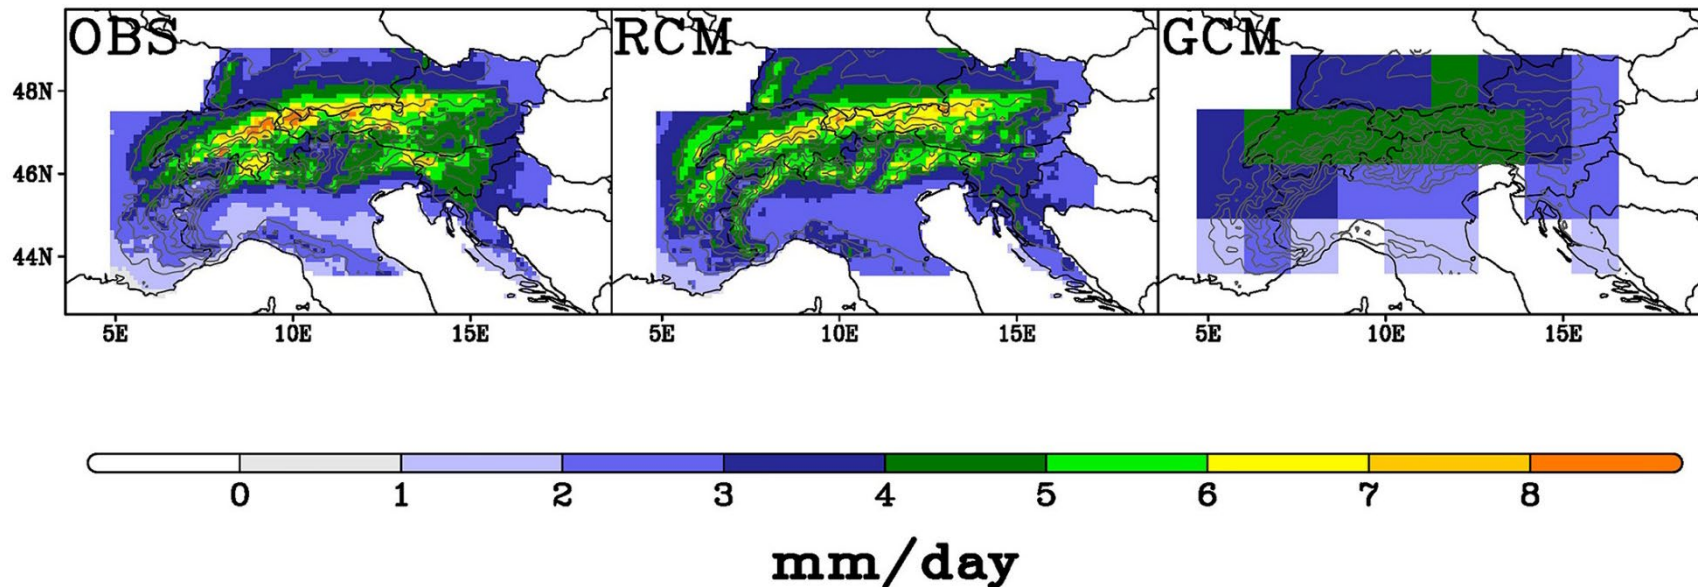 OBS RCM GCM
48N
46N
44N
5E 10E 15E 5E 10E 15E 5E 10E 15E
0 1 2 3 4 5 6 7 8
mm/day